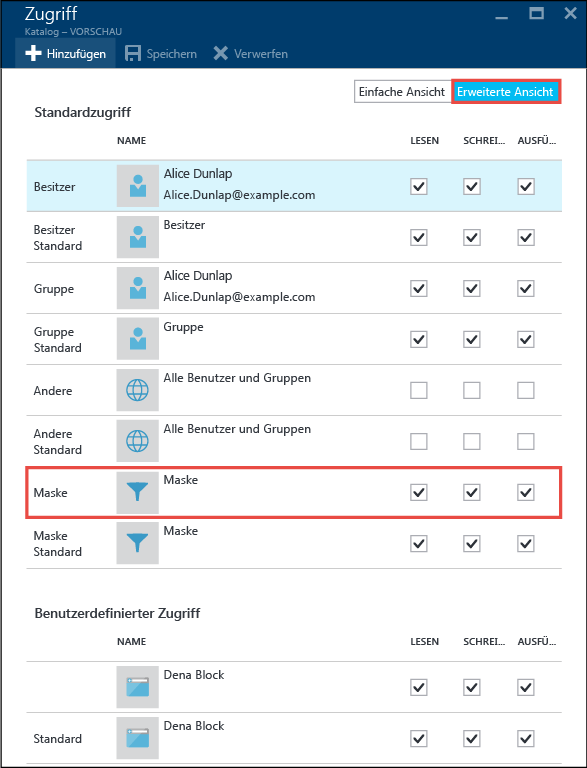 Zugriff
Katalog – VORSCHAU
Hinzufügen Speichern Verwerfen
Einfache Ansicht Erweiterte Ansicht
Standardzugriff
NAME LESEN SCHREI... AUSFÜ...
Besitzer Alice Dunlap
Alice.Dunlap@example.com
Besitzer Standard Besitzer
Gruppe Alice Dunlap
Alice.Dunlap@example.com
Gruppe Standard Gruppe
Andere Alle Benutzer und Gruppen
Andere Standard Alle Benutzer und Gruppen
Maske Maske
Maske Standard Maske
Benutzerdefinierter Zugriff
NAME LESEN SCHREI... AUSFÜ...
Dena Block
Standard Dena Block